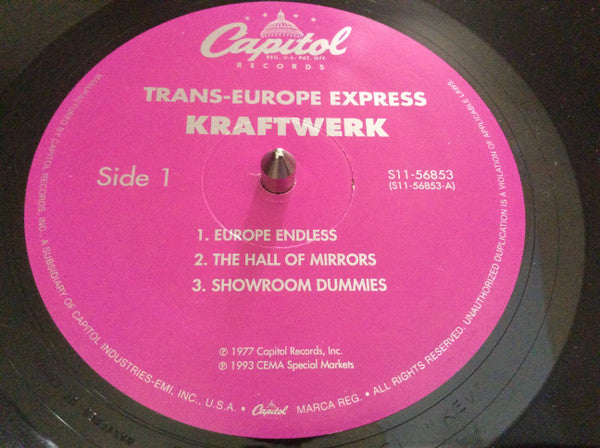 Capitol
REG. U.S. PAT. OFF.
RECORDS
TRANS-EUROPE EXPRESS
KRAFTWERK
Side 1
S11-56853
(S11-56853-A)
1. EUROPE ENDLESS
2. THE HALL OF MIRRORS
3. SHOWROOM DUMMIES
℗ 1977 Capitol Records, Inc.
℗ 1993 CEMA Special Markets
MANUFACTURED BY CAPITOL RECORDS, INC., A SUBSIDIARY OF CAPITOL INDUSTRIES-EMI, INC., U.S.A. • Capitol MARCA REG. • ALL RIGHTS RESERVED. UNAUTHORIZED DUPLICATION IS A VIOLATION OF APPLICABLE LAWS.